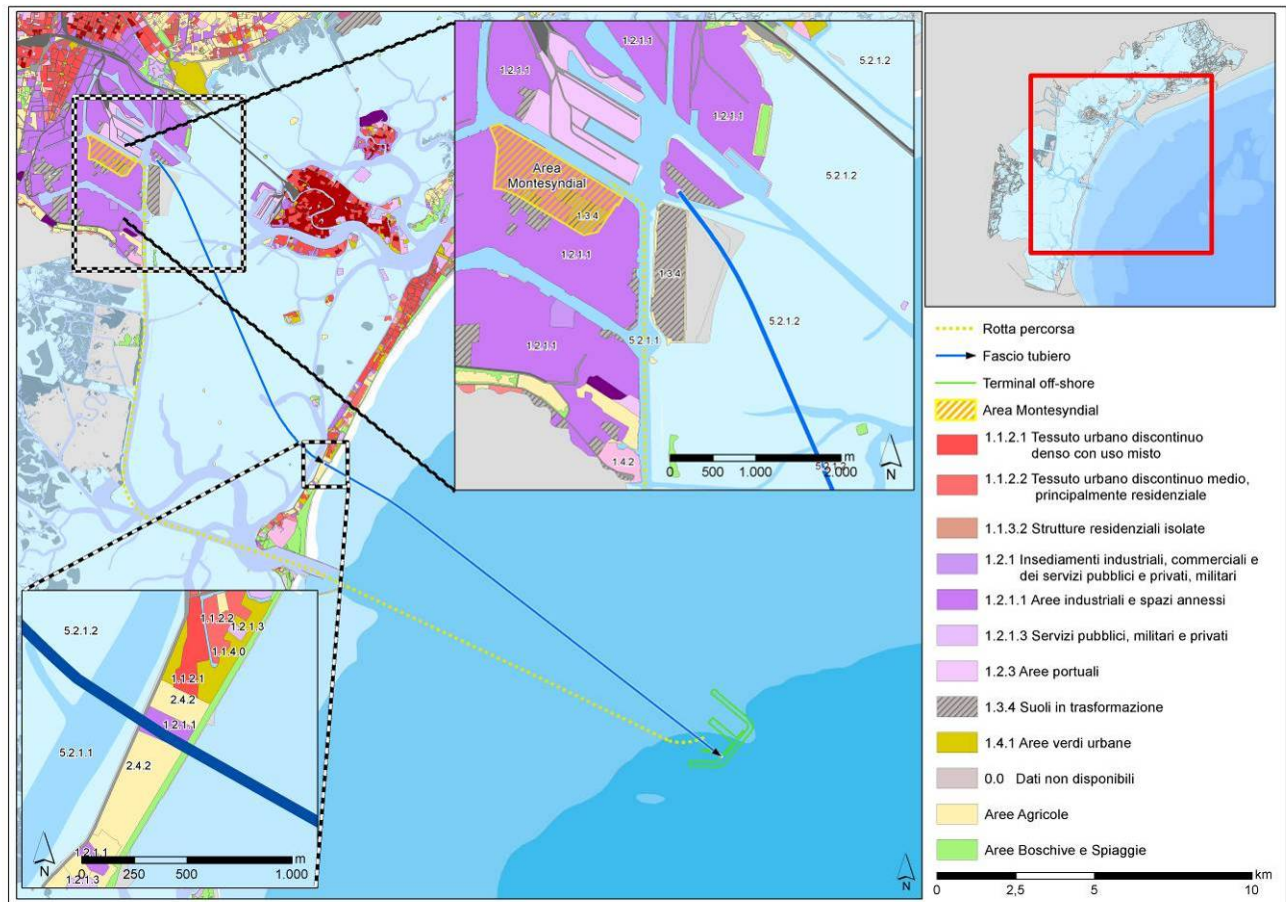 1.2.1.1
1.2.1.1
1.2.1.1
5.2.1.2
5.2.1.2
Area
Montesyndial
1.3.4
1.2.1.1
1.3.4
5.2.1.2
5.2.1.1
1.2.1.1
1.4.2
5.2.1.2
m
0 500 1.000 2.000
N
5.2.1.2
1.1.2.2
1.2.1.3
1.1.4.0
1.1.2.1
2.4.2
1.2.1.1
5.2.1.1
2.4.2
1.2.1.1
1.2.1.3
m
0 250 500 1.000
N
N
Rotta percorsa
Fascio tubiero
Terminal off-shore
Area Montesyndial
1.1.2.1 Tessuto urbano discontinuo
denso con uso misto
1.1.2.2 Tessuto urbano discontinuo medio,
principalmente residenziale
1.1.3.2 Strutture residenziali isolate
1.2.1 Insediamenti industriali, commerciali e
dei servizi pubblici e privati, militari
1.2.1.1 Aree industriali e spazi annessi
1.2.1.3 Servizi pubblici, militari e privati
1.2.3 Aree portuali
1.3.4 Suoli in trasformazione
1.4.1 Aree verdi urbane
0.0 Dati non disponibili
Aree Agricole
Aree Boschive e Spiaggie
km
0 2,5 5 10